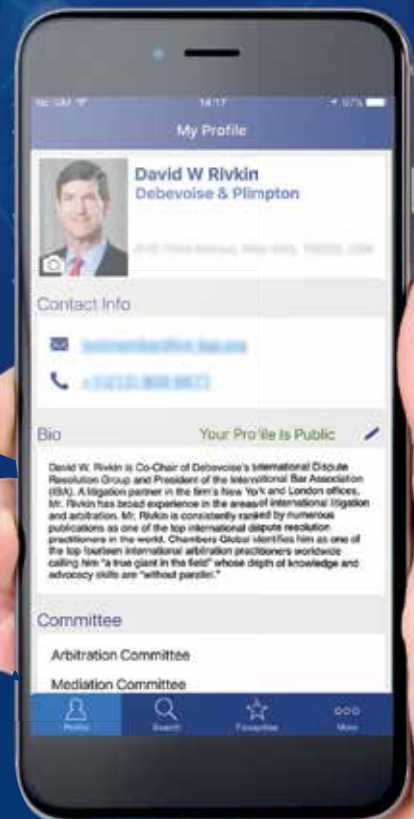 No SIM
14:17
My Profile
David W Rivkin
Debevoise & Plimpton
Contact Info
Bio
Your Profile Is Public
David W. Rivkin is Co-Chair of Debevoise's International Dispute
Resolution Group and President of the International Bar Association
(IBA). A litigation partner in the firm's New York and London offices,
Mr. Rivkin has broad experience in the areas of international litigation
and arbitration. Mr. Rivkin is consistently ranked by numerous
publications as one of the top international dispute resolution
practitioners in the world. Chambers Global identifies him as one of
the top fourteen international arbitration practitioners worldwide
calling him "a true giant in the field" whose depth of knowledge and
advocacy skills are "without parallel."
Committee
Arbitration Committee
Mediation Committee
Profile
Search
Favourites
More